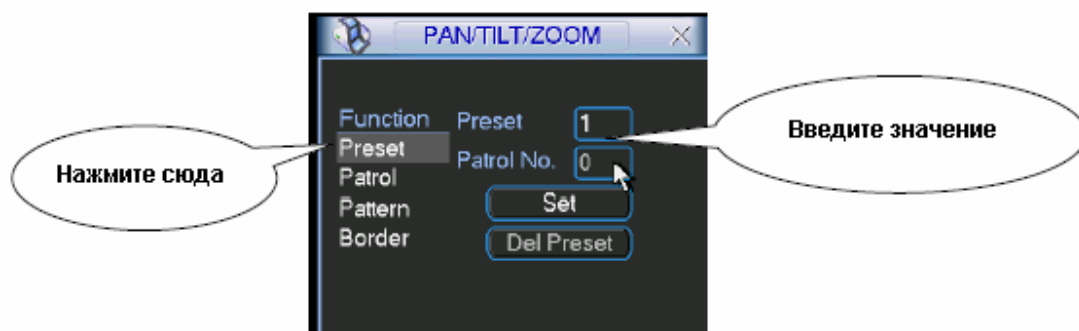 PAN/TILT/ZOOM
Function
Preset
Patrol
Pattern
Border
Preset 1
Patrol No. 0
Set
Del Preset
Нажмите сюда
Введите значение